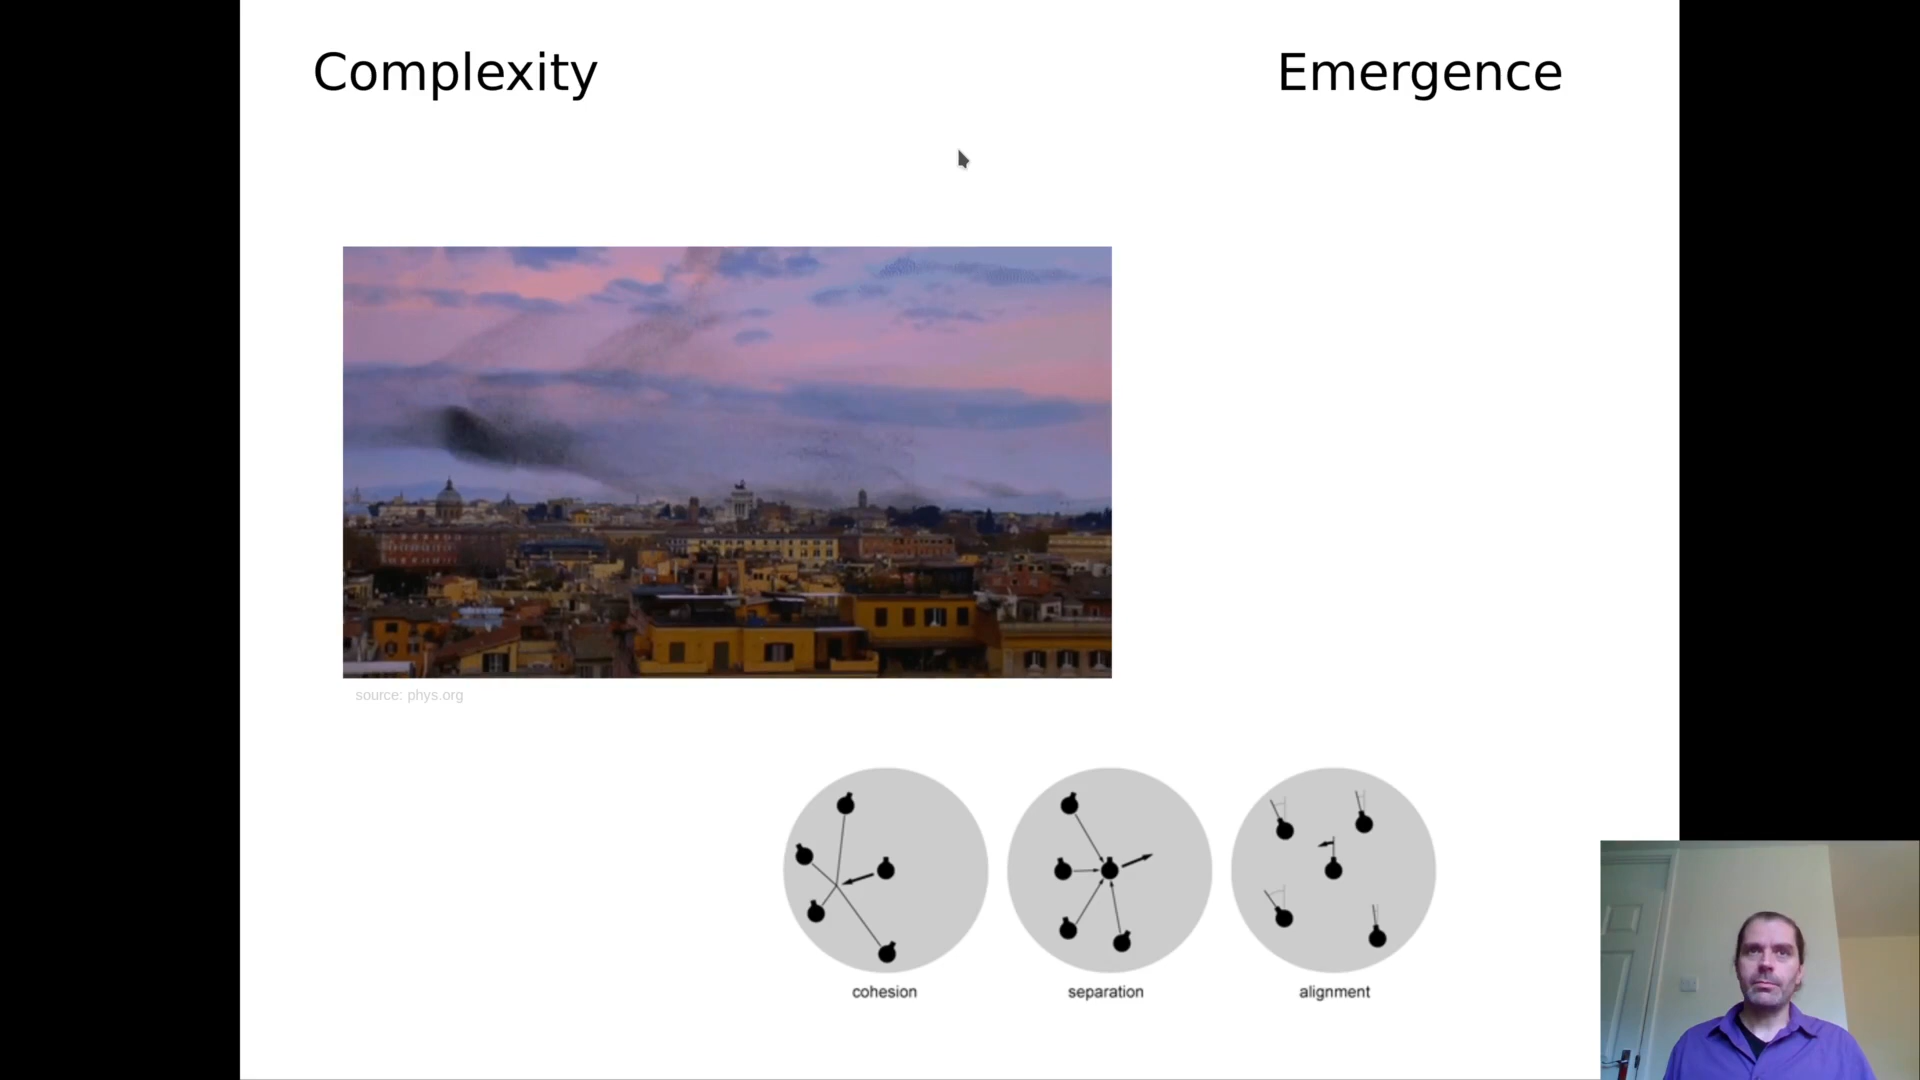 Complexity
Emergence
source: phys.org
cohesion
separation
alignment